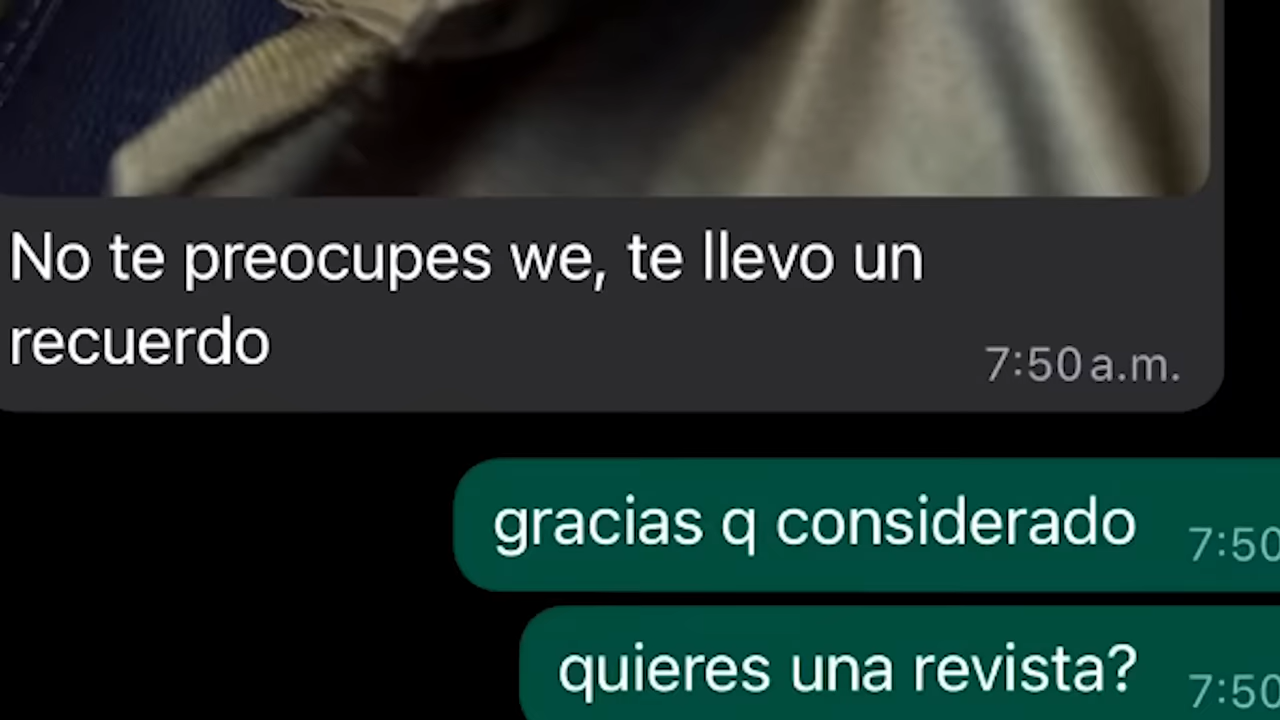 No te preocupes we, te llevo un
recuerdo
7:50 a.m.
gracias q considerado
7:50
quieres una revista?
7:50